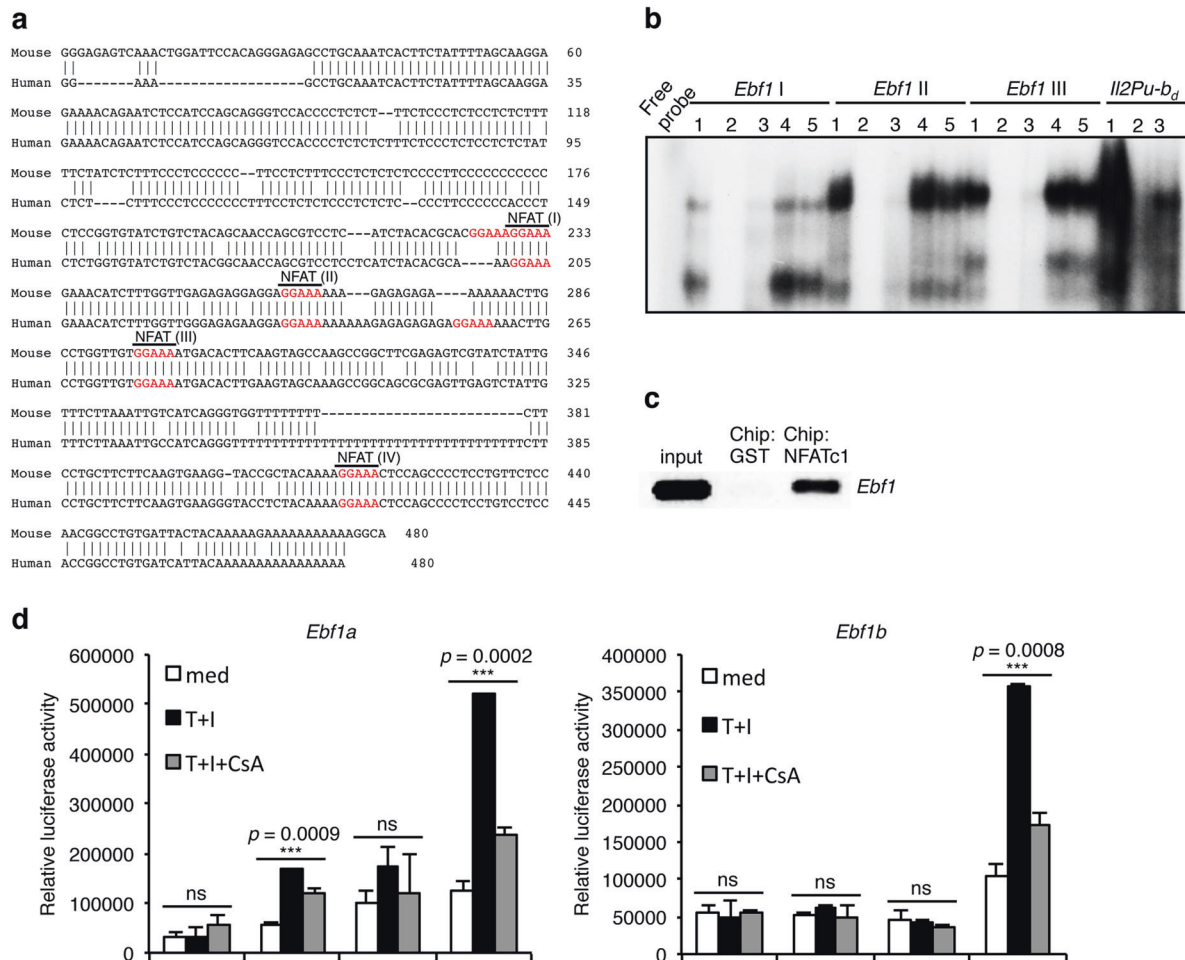 a
Mouse GGGAGAGTCAAACTGGATTCCACAGGGAGAGCCTGCAAATCACTTCTATTTTAGCAAGGA 60
Human GG-------AAA------------------GCCTGCAAATCACTTCTATTTTAGCAAGGA 35
Mouse GAAAACAGAATCTCCATCCAGCAGGGTCCACCCCTCTCT--TTCTCCCTCTCCTCTCTTT 118
Human GAAAACAGAATCTCCATCCAGCAGGGTCCACCCCTCTCTCTTTCTCCCTCTCCTCTCTAT 95
Mouse TTCTATCTCTTTCCCTCCCCCC--TTCCTCTTTCCCTCTCTCTCCCCTTCCCCCCCCCCC 176
Human CTCT----CTTTCCCTCCCCCCCTTTCCTCTCTCCCTCTCTC---CCCTTCCCCCCACCCT 149
NFAT (I)
Mouse CTCCGGTGTATCTGTCTACAGCAACCAGCGTCCTC---ATCTACACGCACGGAAAGGAAA 233
Human CTCTGGTGTATCTGTCTACGGCAACCAGCGTCCTCCTCATCTACACGCA----AAGGAAA 205
NFAT (II)
Mouse GAAACATCTTTGGTTGAGAGAGGAGGAGGAAAAAA---GAGAGAGA----AAAAAACTTG 286
Human GAAACATCTTTGGTTGGGAGAGAAGGAGGAAAAAAAAAGAGAGAGAGAGGAAAAAACTTG 265
NFAT (III)
Mouse CCTGGTTGTGGAAAATGACACTTCAAGTAGCCAAGCCGGCTTCGAGAGTCGTATCTATTG 346
Human CCTGGTTGTGGAAAATGACACTTGAAGTAGCAAAGCCGGCAGCGCGAGTTGAGTCTATTG 325
Mouse TTTCTTAAATTGTCATCAGGGTGGTTTTTTTT-----------------------CTT 381
Human TTTCTTAAATTGCCATCAGGGTTTTTTTTTTTTTTTTTTTTTTTTTTTTTTTTTTTTCTT 385
NFAT (IV)
Mouse CCTGCTTCTTCAAGTGAAGG-TACCGCTACAAAAGGAAACTCCAGCCCCTCCTGTTCTCC 440
Human CCTGCTTCTTCAAGTGAAGGGTACCTCTACAAAAGGAAACTCCAGCCCCTCCTGTCCTCC 445
Mouse AACGGCCTGTGATTACTACAAAAAGAAAAAAAAAAAGGCA 480
Human ACCGGCCTGTGATCATTACAAAAAAAAAAAAAAAA 480
b
Free probe Ebf1 I Ebf1 II Ebf1 III Il2Pu-bd
1 2 3 4 5 1 2 3 4 5 1 2 3 4 5 1 2 3
c
input Chip: GST Chip: NFATc1 Ebf1
d
Ebf1a
Relative luciferase activity
600000
500000
400000
300000
200000
100000
0
med
T+I
T+I+CsA
ns
p = 0.0009
***
ns
p = 0.0002
***
Ebf1b
Relative luciferase activity
400000
350000
300000
250000
200000
150000
100000
50000
0
med
T+I
T+I+CsA
ns
ns
ns
p = 0.0008
***